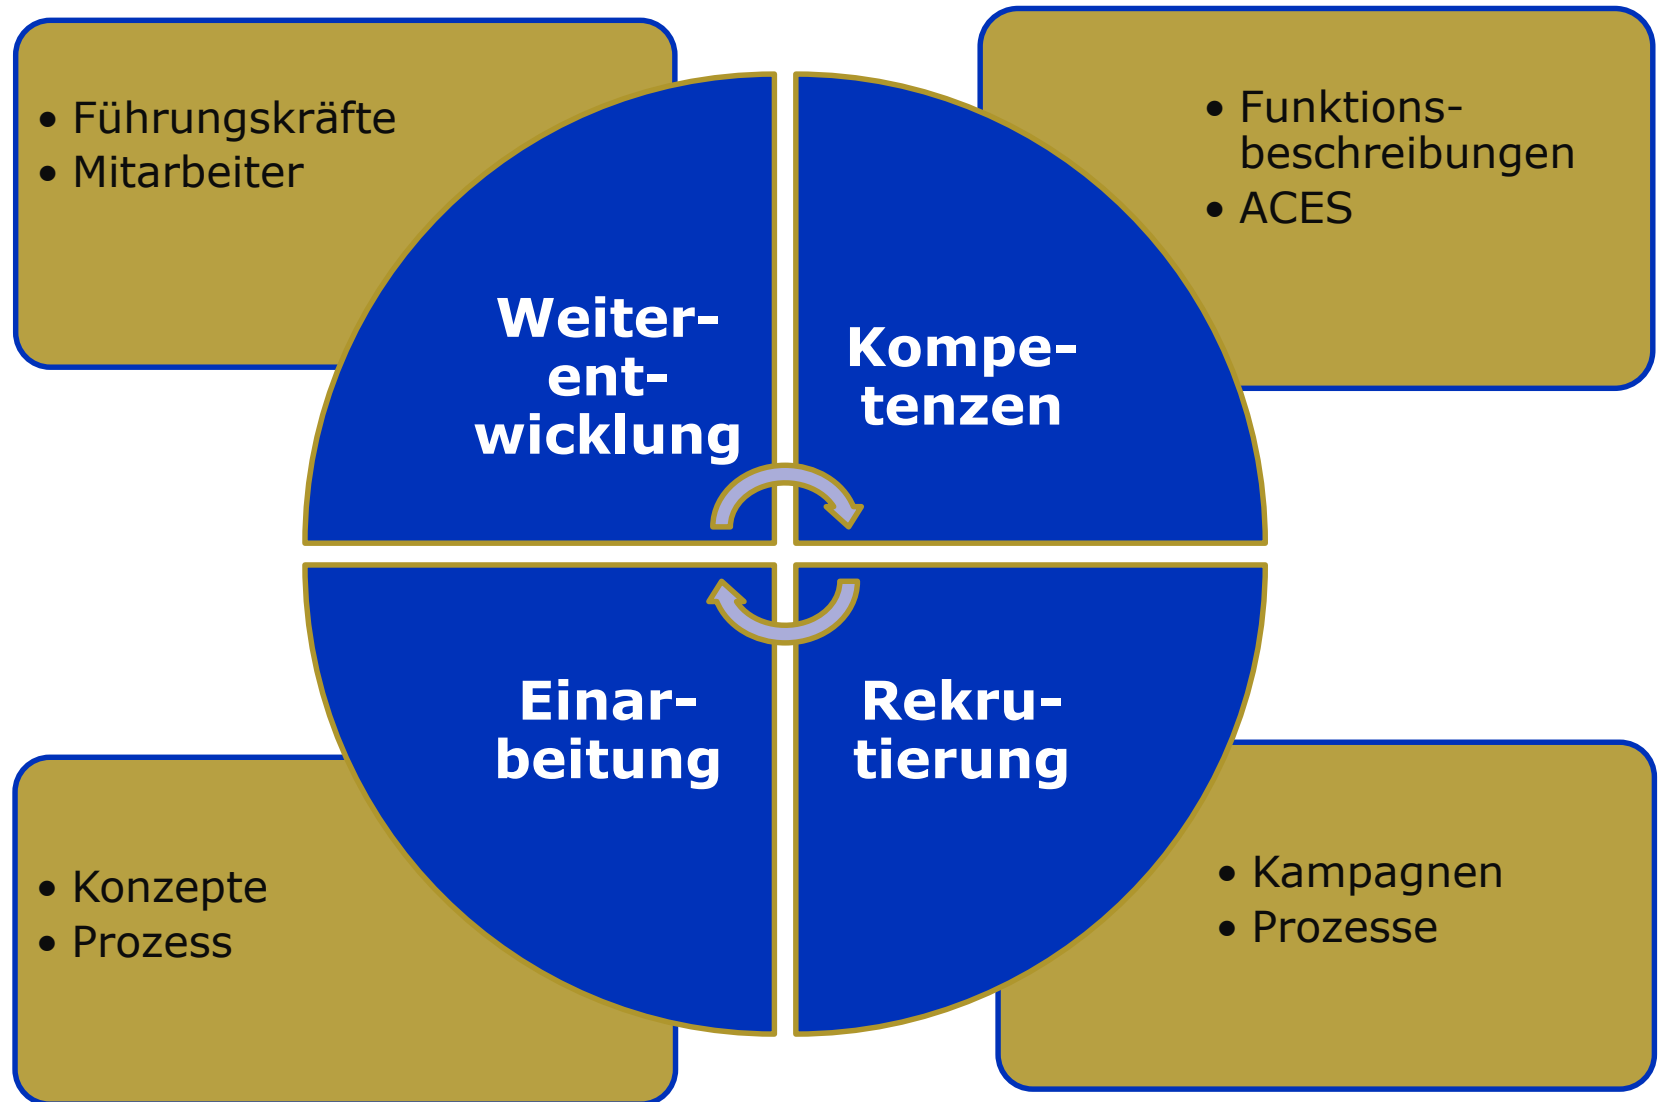 • Führungskräfte
• Mitarbeiter
• Funktions-
beschreibungen
• ACES
Weiter-
ent-
wicklung
Kompe-
tenzen
Einar-
beitung
Rekru-
tierung
• Konzepte
• Prozess
• Kampagnen
• Prozesse